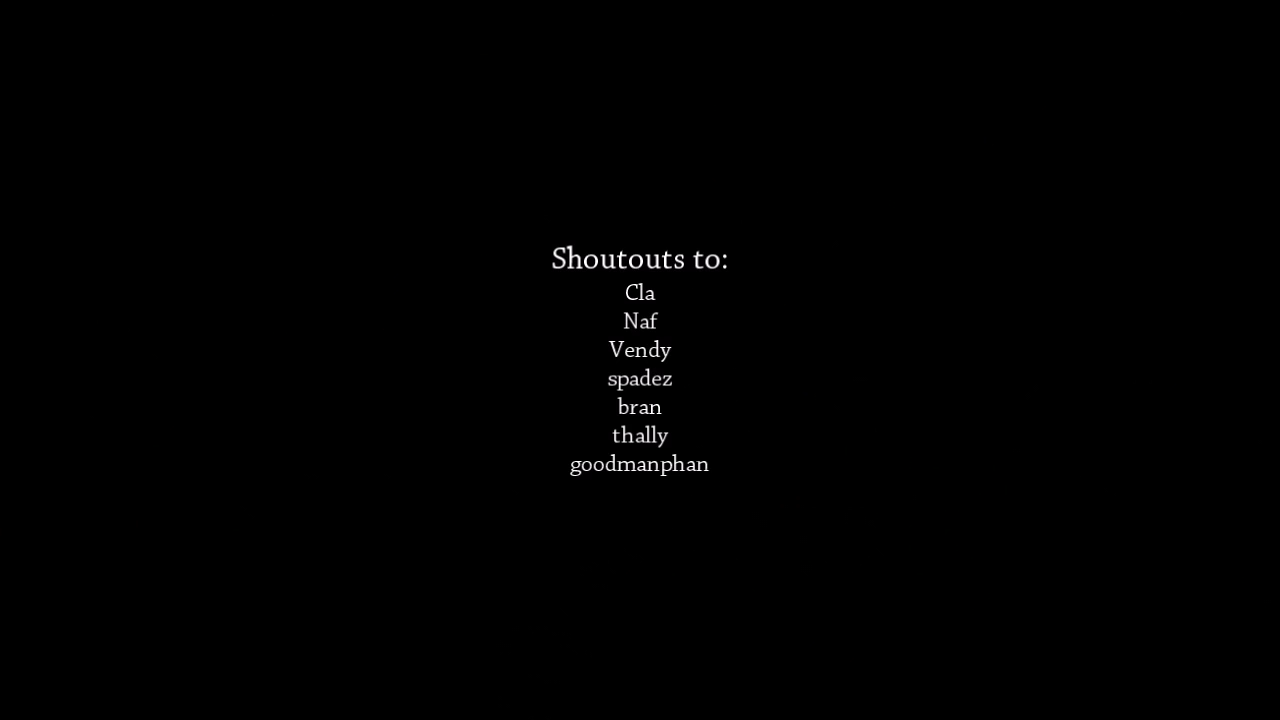 Shoutouts to:
Cla
Naf
Vendy
spadez
bran
thally
goodmanphan